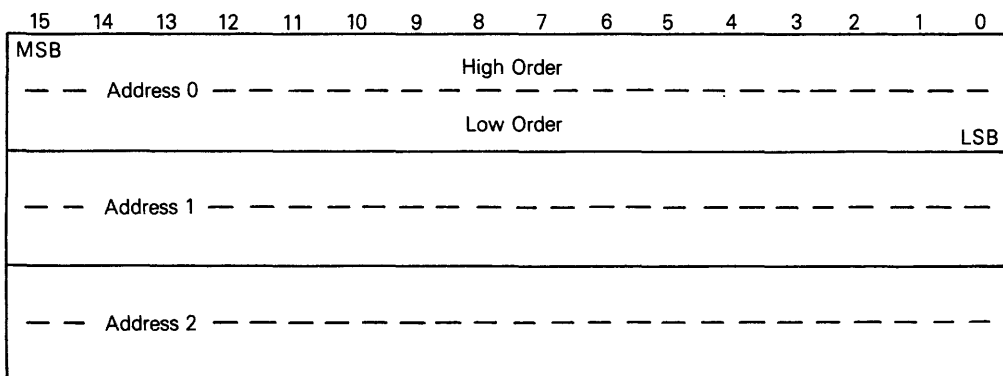 15 14 13 12 11 10 9 8 7 6 5 4 3 2 1 0
MSB
High Order
Address 0
Low Order
LSB
Address 1
Address 2